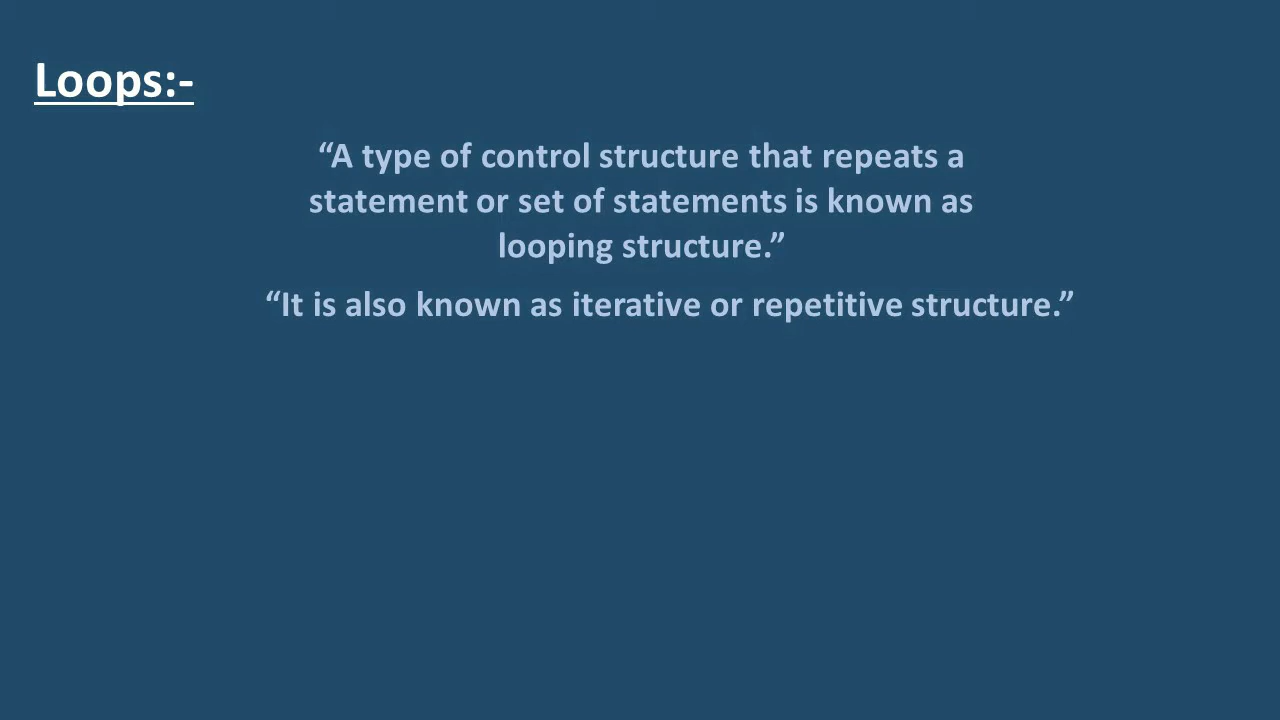 Loops:-
“A type of control structure that repeats a
statement or set of statements is known as
looping structure.”
“It is also known as iterative or repetitive structure.”